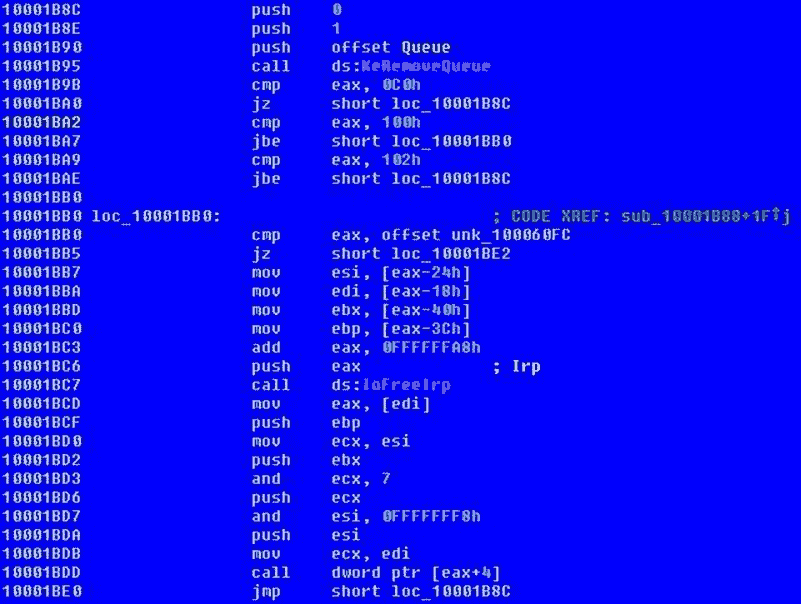 10001B8C push 0
10001B8E push 1
10001B90 push offset Queue
10001B95 call ds:KeRemoveQueue
10001B9B cmp eax, 0C0h
10001BA0 jz short loc_10001B8C
10001BA2 cmp eax, 100h
10001BA7 jbe short loc_10001BB0
10001BA9 cmp eax, 102h
10001BAE jbe short loc_10001B8C
10001BB0
10001BB0 loc_10001BB0: ; CODE XREF: sub_10001B88+1F↑j
10001BB0 cmp eax, offset unk_100060FC
10001BB5 jz short loc_10001BE2
10001BB7 mov esi, [eax-24h]
10001BBA mov edi, [eax-18h]
10001BBD mov ebx, [eax-40h]
10001BC0 mov ebp, [eax-3Ch]
10001BC3 add eax, 0FFFFFFA8h
10001BC6 push eax ; Irp
10001BC7 call ds:IoFreeIrp
10001BCD mov eax, [edi]
10001BCF push ebp
10001BD0 mov ecx, esi
10001BD2 push ebx
10001BD3 and ecx, 7
10001BD6 push ecx
10001BD7 and esi, 0FFFFFFF8h
10001BDA push esi
10001BDB mov ecx, edi
10001BDD call dword ptr [eax+4]
10001BE0 jmp short loc_10001B8C